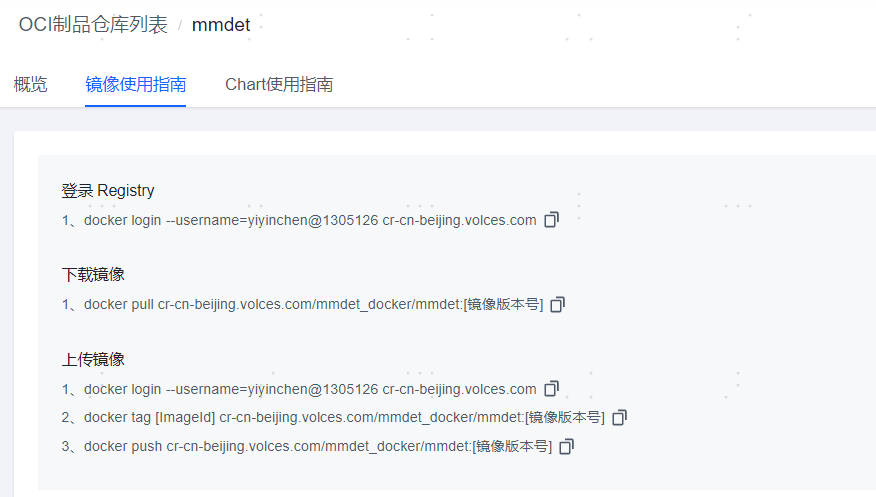 OCI制品仓库列表 / mmdet
概览 镜像使用指南 Chart使用指南
登录 Registry
1、docker login --username=yiyinchen@1305126 cr-cn-beijing.volces.com
下载镜像
1、docker pull cr-cn-beijing.volces.com/mmdet_docker/mmdet:[镜像版本号]
上传镜像
1、docker login --username=yiyinchen@1305126 cr-cn-beijing.volces.com
2、docker tag [ImageId] cr-cn-beijing.volces.com/mmdet_docker/mmdet:[镜像版本号]
3、docker push cr-cn-beijing.volces.com/mmdet_docker/mmdet:[镜像版本号]